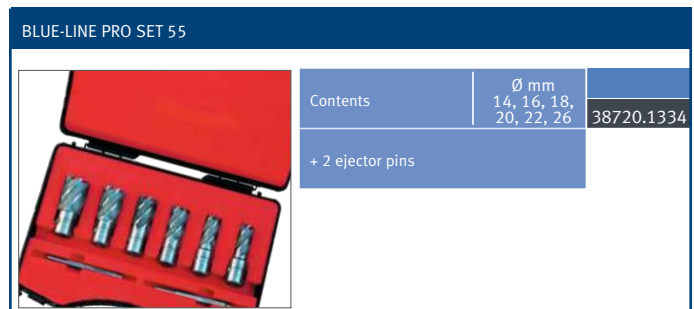 BLUE-LINE PRO SET 55
Contents
Ø mm
14, 16, 18,
20, 22, 26
38720.1334
+ 2 ejector pins